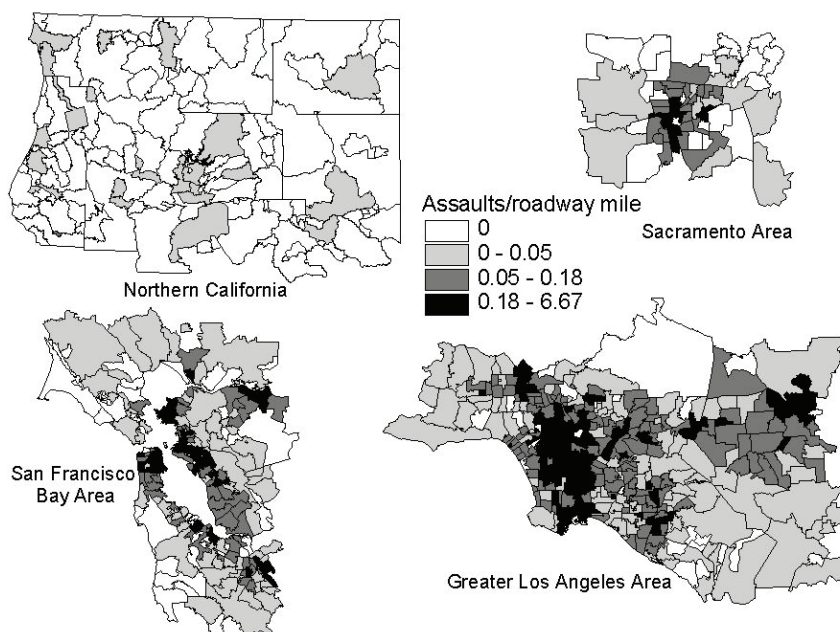 Northern California
Assaults/roadway mile
0
0 - 0.05
0.05 - 0.18
0.18 - 6.67
Sacramento Area
San Francisco
Bay Area
Greater Los Angeles Area